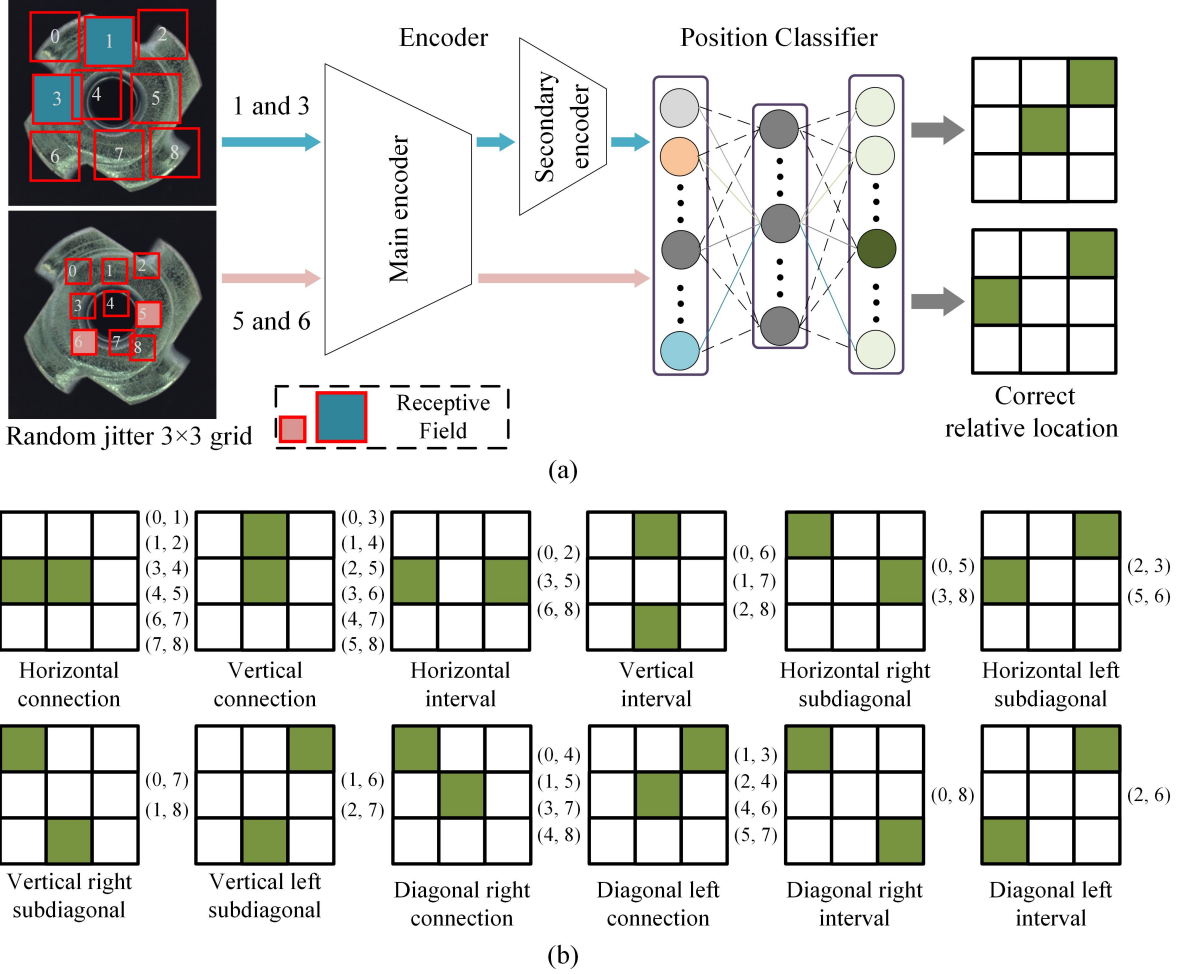 0
1
2
3
4
5
6
7
8
1 and 3
Encoder
Main encoder
Secondary
encoder
Position Classifier
0
1
2
3
4
5
6
7
8
5 and 6
Receptive
Field
Random jitter 3×3 grid
Correct
relative location
(a)
(0, 1)
(1, 2)
(3, 4)
(4, 5)
(6, 7)
(7, 8)
Horizontal
connection
(0, 3)
(1, 4)
(2, 5)
(3, 6)
(4, 7)
(5, 8)
Vertical
connection
(0, 2)
(3, 5)
(6, 8)
Horizontal
interval
(0, 6)
(1, 7)
(2, 8)
Vertical
interval
(0, 5)
(3, 8)
Horizontal right
subdiagonal
(2, 3)
(5, 6)
Horizontal left
subdiagonal
(0, 7)
(1, 8)
Vertical right
subdiagonal
(1, 6)
(2, 7)
Vertical left
subdiagonal
(0, 4)
(1, 5)
(3, 7)
(4, 8)
Diagonal right
connection
(1, 3)
(2, 4)
(4, 6)
(5, 7)
Diagonal left
connection
(0, 8)
Diagonal right
interval
(2, 6)
Diagonal left
interval
(b)